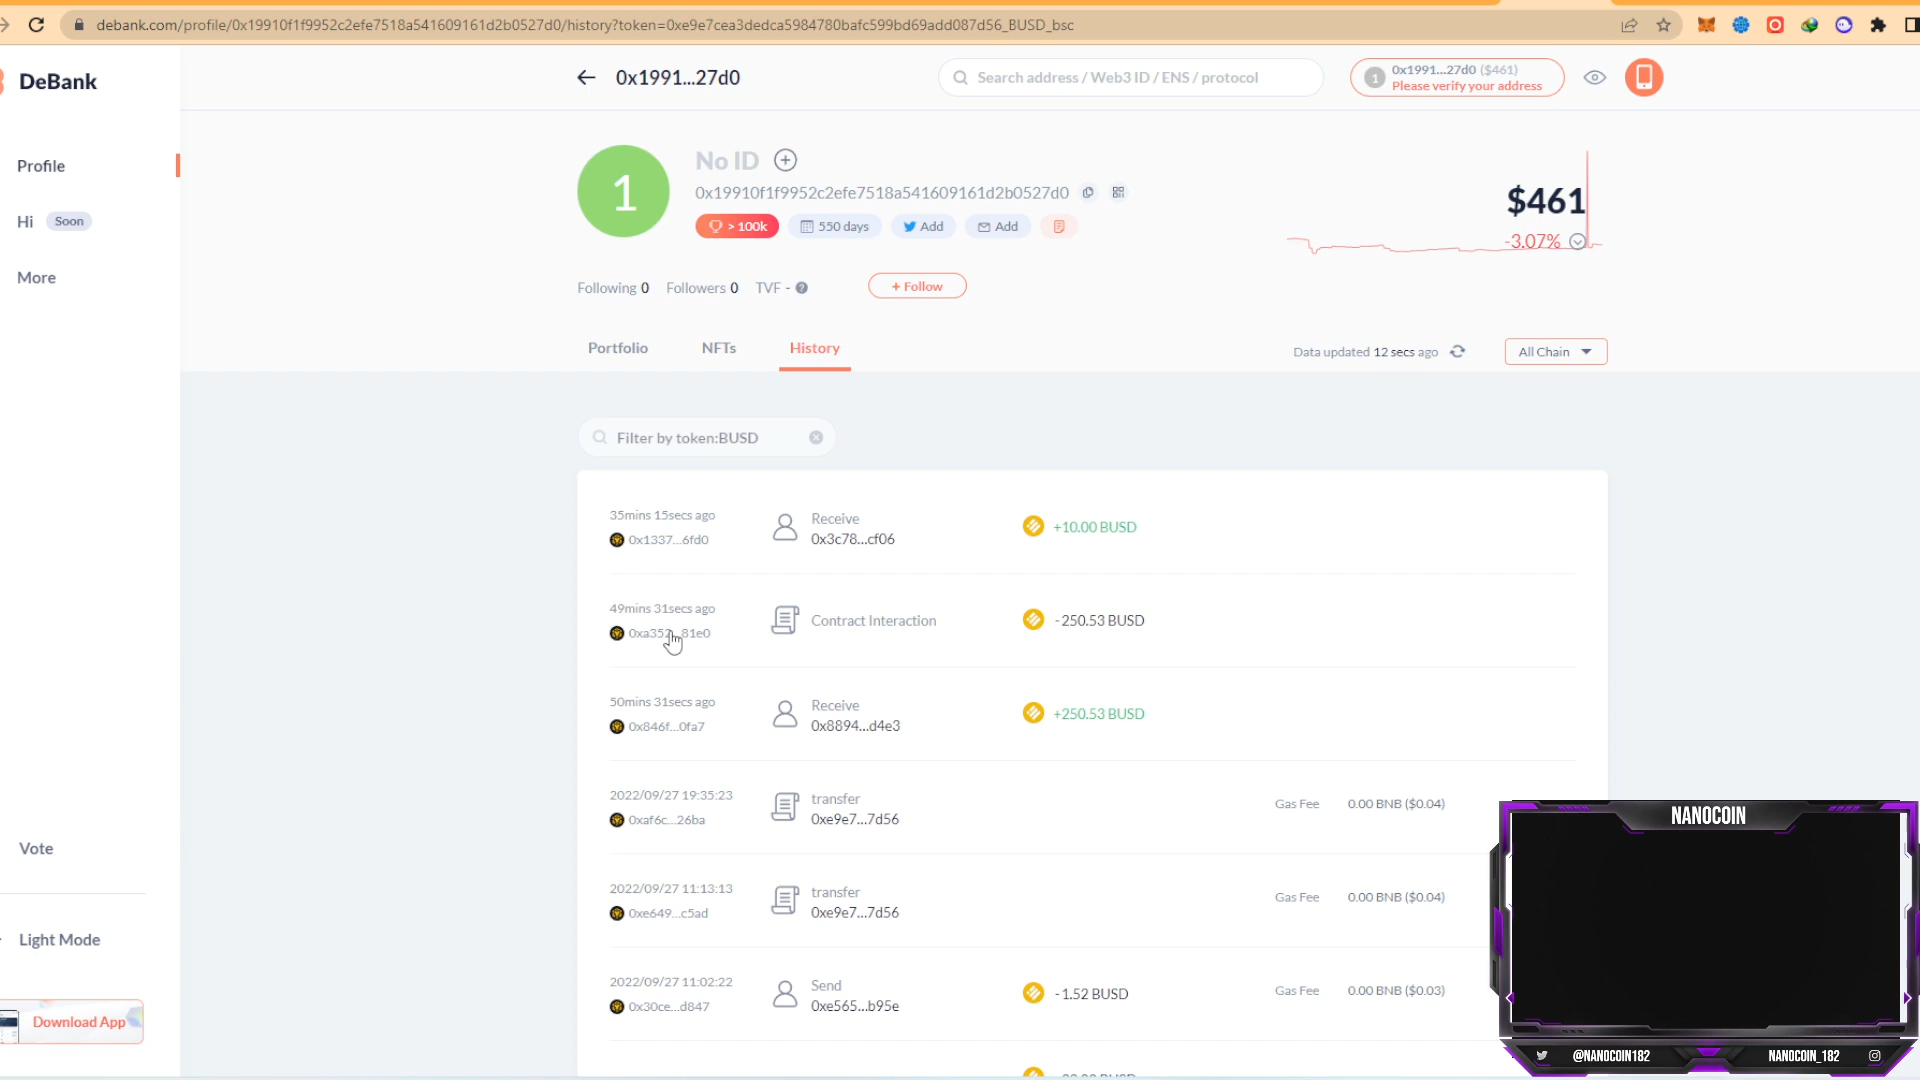 debank.com/profile/0x19910f1f9952c2efe7518a541609161d2b0527d0/history?token=0xe9e7cea3dedca5984780bafc599bd69add087d56_BUSD_bsc
DeBank
0x1991...27d0
Search address / Web3 ID / ENS / protocol
1
0x1991...27d0 ($461)
Please verify your address
Profile
Hi Soon
More
Vote
Light Mode
Download App
1
No ID
0x19910f1f9952c2efe7518a541609161d2b0527d0
> 100k 550 days Add Add
Following 0 Followers 0 TVF - ?
+ Follow
$461
-3.07%
Portfolio NFTs History
Data updated 12 secs ago
All Chain
Filter by token:BUSD
35mins 15secs ago
0x1337...6fd0
Receive
0x3c78...cf06
+10.00 BUSD
49mins 31secs ago
0xa352...81e0
Contract Interaction
-250.53 BUSD
50mins 31secs ago
0x846f...0fa7
Receive
0x8894...d4e3
+250.53 BUSD
2022/09/27 19:35:23
0xaf6c...26ba
transfer
0xe9e7...7d56
Gas Fee 0.00 BNB ($0.04)
2022/09/27 11:13:13
0xe649...c5ad
transfer
0xe9e7...7d56
Gas Fee 0.00 BNB ($0.04)
2022/09/27 11:02:22
0x30ce...d847
Send
0xe565...b95e
-1.52 BUSD
Gas Fee 0.00 BNB ($0.03)
NANOCOIN
@NANOCOIN182
NANOCOIN_182